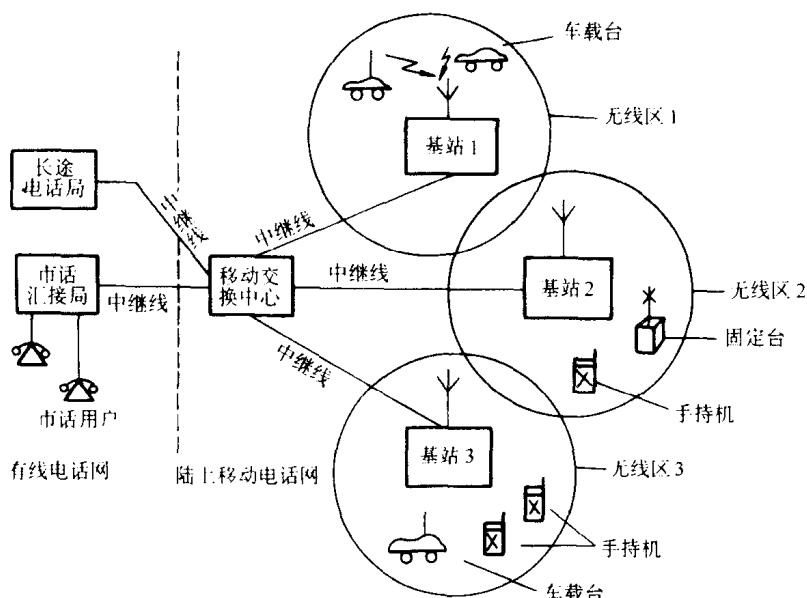 车载台
无线区1
基站1
长途
电话局
中继线
中继线
市话
汇接局
中继线
移动交
换中心
中继线
基站2
无线区2
固定台
手持机
中继线
市话用户
有线电话网
陆上移动电话网
基站3
无线区3
手持机
车载台